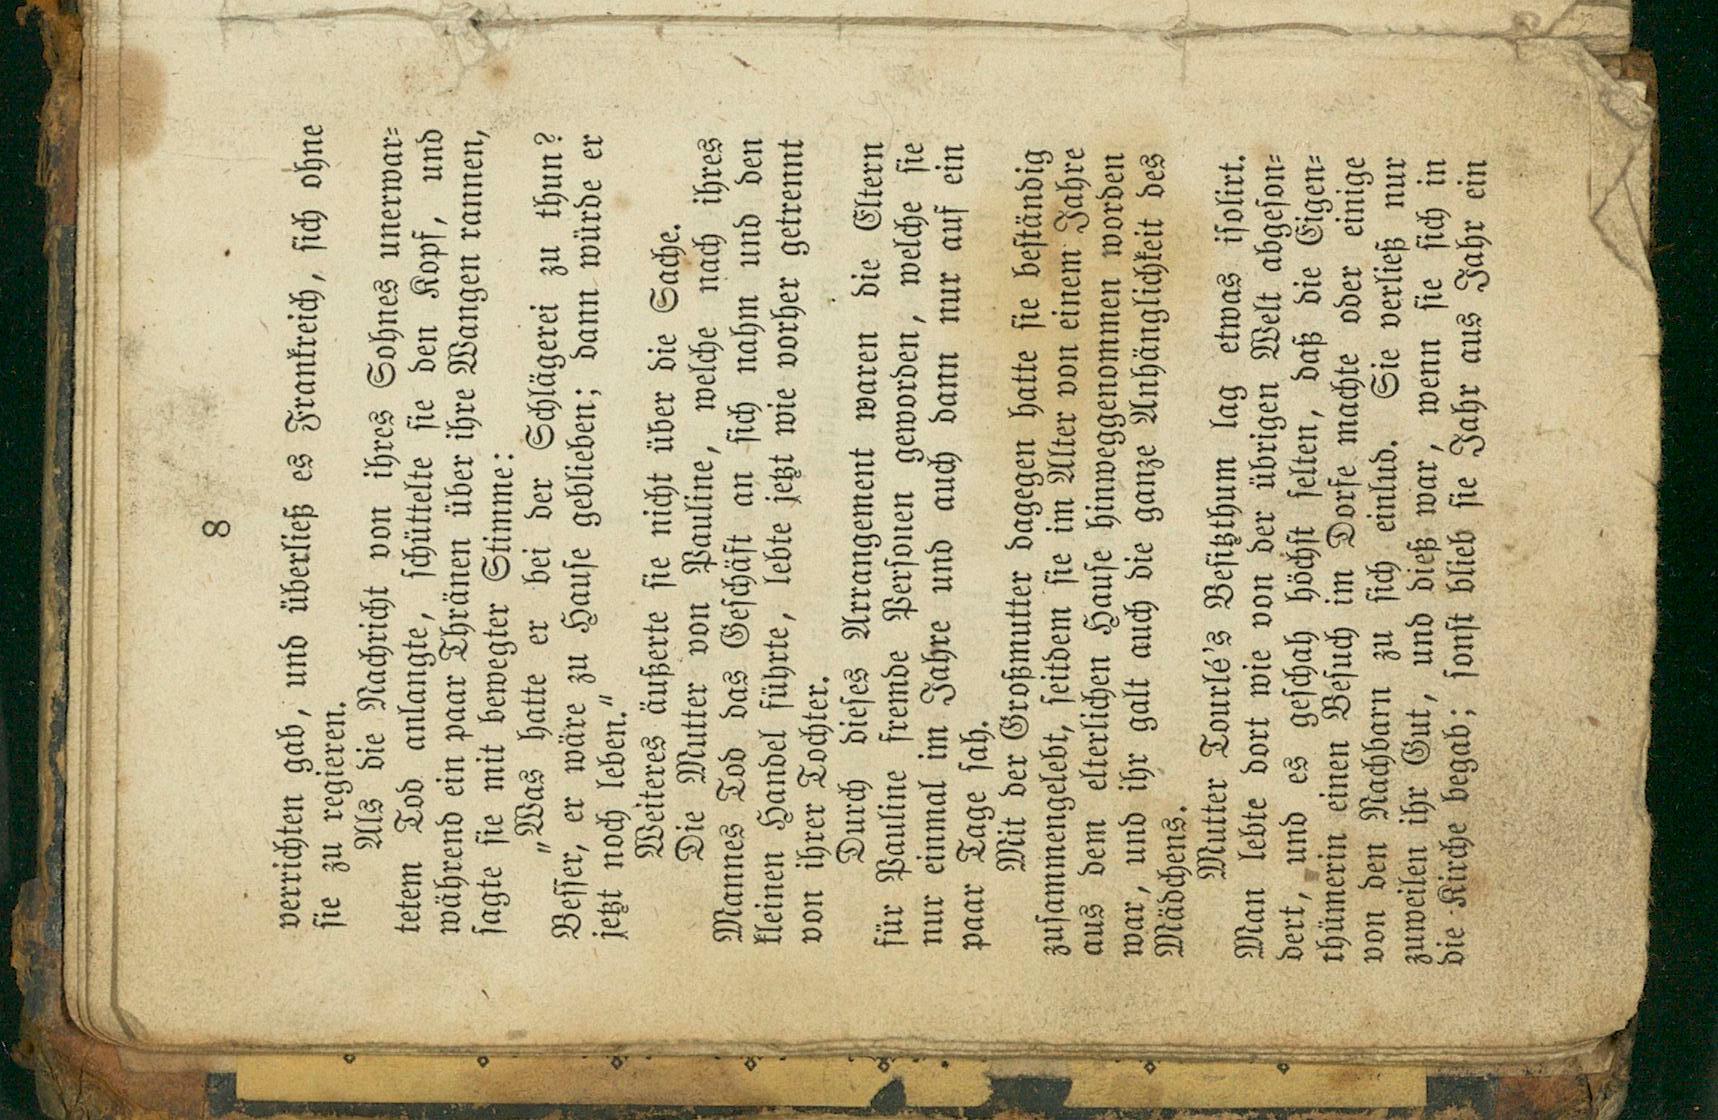 8
verrichten gab, und überließ es Frankreich, sich ohne
sie zu regieren.
Als die Nachricht von ihres Sohnes unerwar⸗
tetem Tod anlangte, schüttelte sie den Kopf, und
während ein paar Thränen über ihre Wangen rannen,
sagte sie mit bewegter Stimme:
„Was hatte er bei der Schlägerei zu thun?
Besser, er wäre zu Hause geblieben; dann würde er
jetzt noch leben.“
Weiteres äußerte sie nicht über die Sache.
Die Mutter von Pauline, welche nach ihres
Mannes Tod das Geschäft an sich nahm und den
kleinen Handel führte, lebte jetzt wie vorher getrennt
von ihrer Tochter.
Durch dieses Arrangement waren die Eltern
für Pauline fremde Personen geworden, welche sie
nur einmal im Jahre und auch dann nur auf ein
paar Tage sah.
Mit der Großmutter dagegen hatte sie beständig
zusammengelebt, seitdem sie im Alter von einem Jahre
aus dem elterlichen Hause hinweggenommen worden
war, und ihr galt auch die ganze Anhänglichkeit des
Mädchens.
Mutter Tourlé's Besitzthum lag etwas isolirt.
Man lebte dort wie von der übrigen Welt abgeson⸗
dert, und es geschah höchst selten, daß die Eigen⸗
thümerin einen Besuch im Dorfe machte oder einige
von den Nachbarn zu sich einlud. Sie verließ nur
zuweilen ihr Gut, und dieß war, wenn sie sich in
die Kirche begab; sonst blieb sie Jahr aus Jahr ein